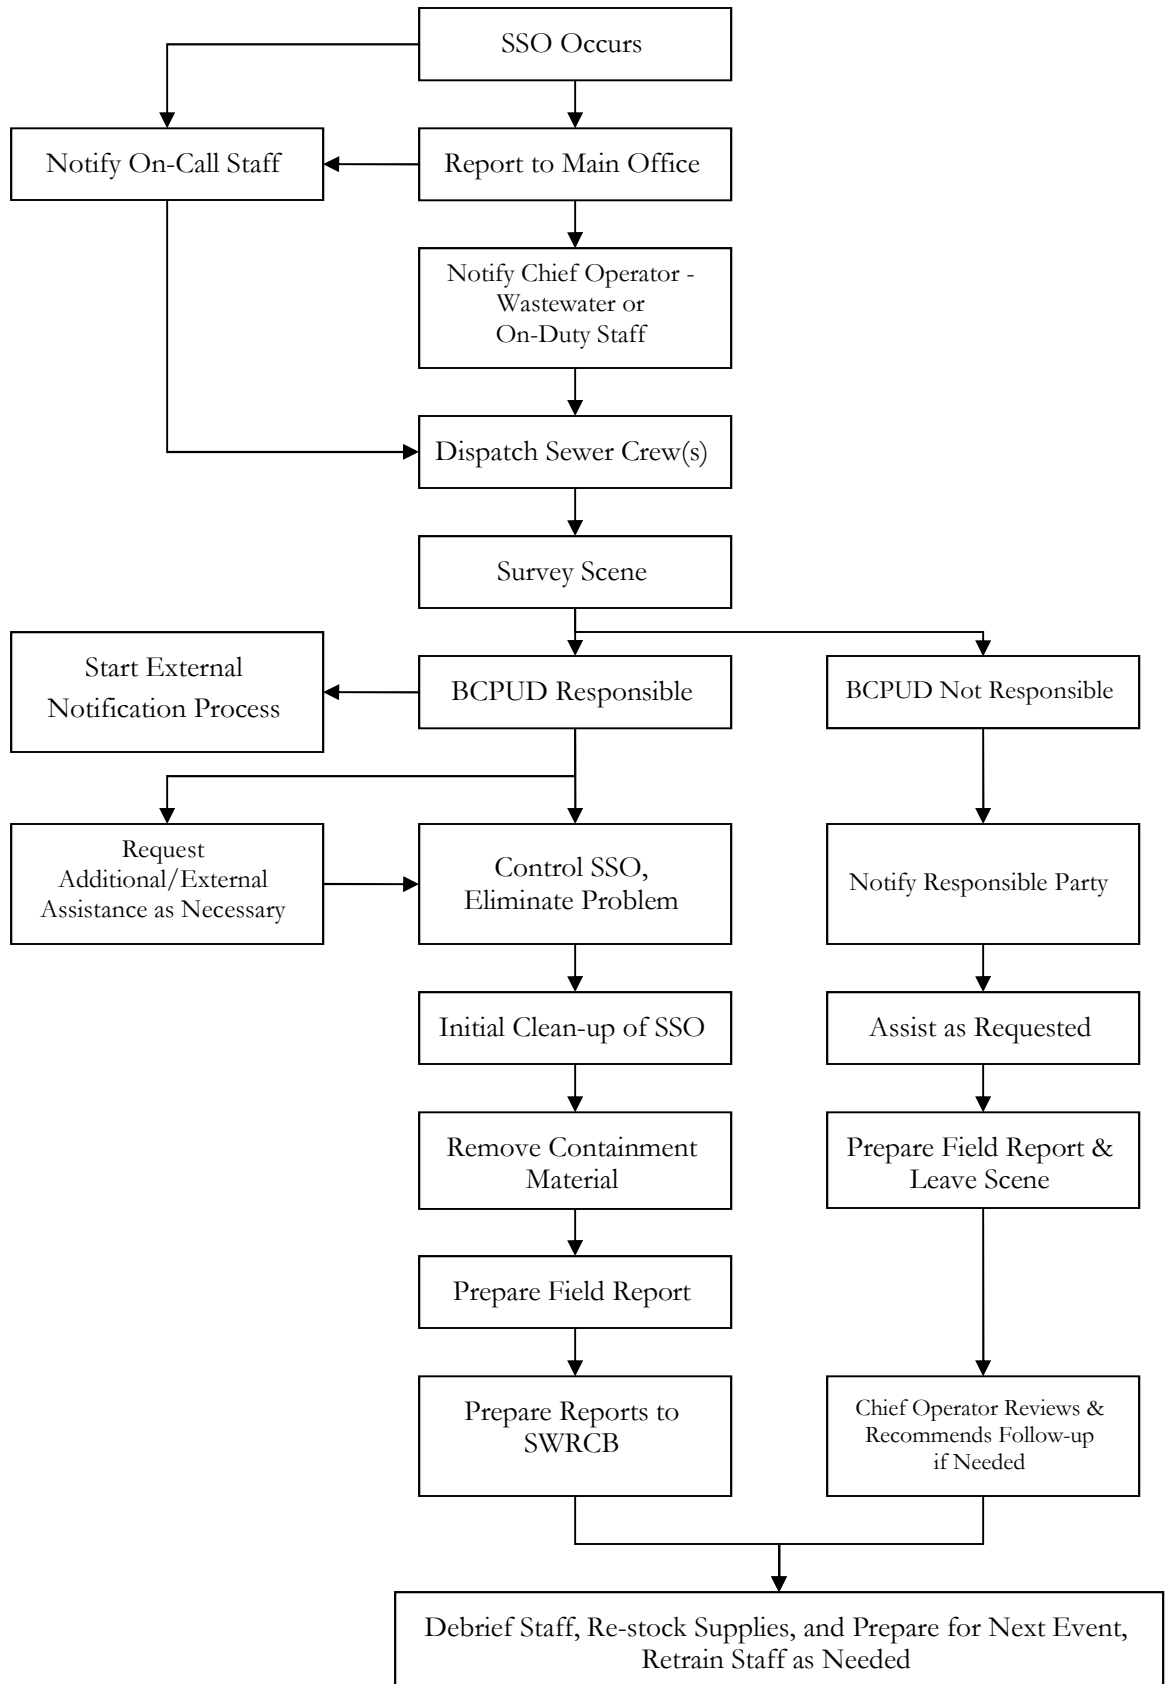 SSO Occurs
Notify On-Call Staff
Report to Main Office
Notify Chief Operator -
Wastewater or
On-Duty Staff
Dispatch Sewer Crew(s)
Survey Scene
Start External
Notification Process
BCPUD Responsible
BCPUD Not Responsible
Request
Additional/External
Assistance as Necessary
Control SSO,
Eliminate Problem
Notify Responsible Party
Initial Clean-up of SSO
Assist as Requested
Remove Containment
Material
Prepare Field Report &
Leave Scene
Prepare Field Report
Prepare Reports to
SWRCB
Chief Operator Reviews &
Recommends Follow-up
if Needed
Debrief Staff, Re-stock Supplies, and Prepare for Next Event,
Retrain Staff as Needed